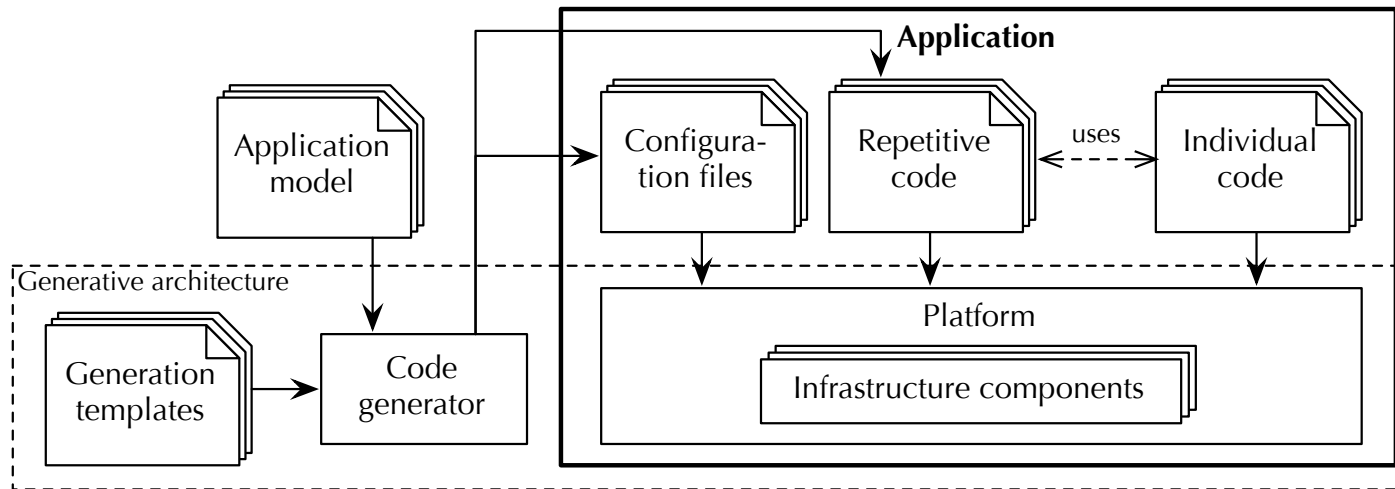 Application
Application
model
Configura-
tion files
Repetitive
code
uses
Individual
code
Generative architecture
Generation
templates
Code
generator
Platform
Infrastructure components